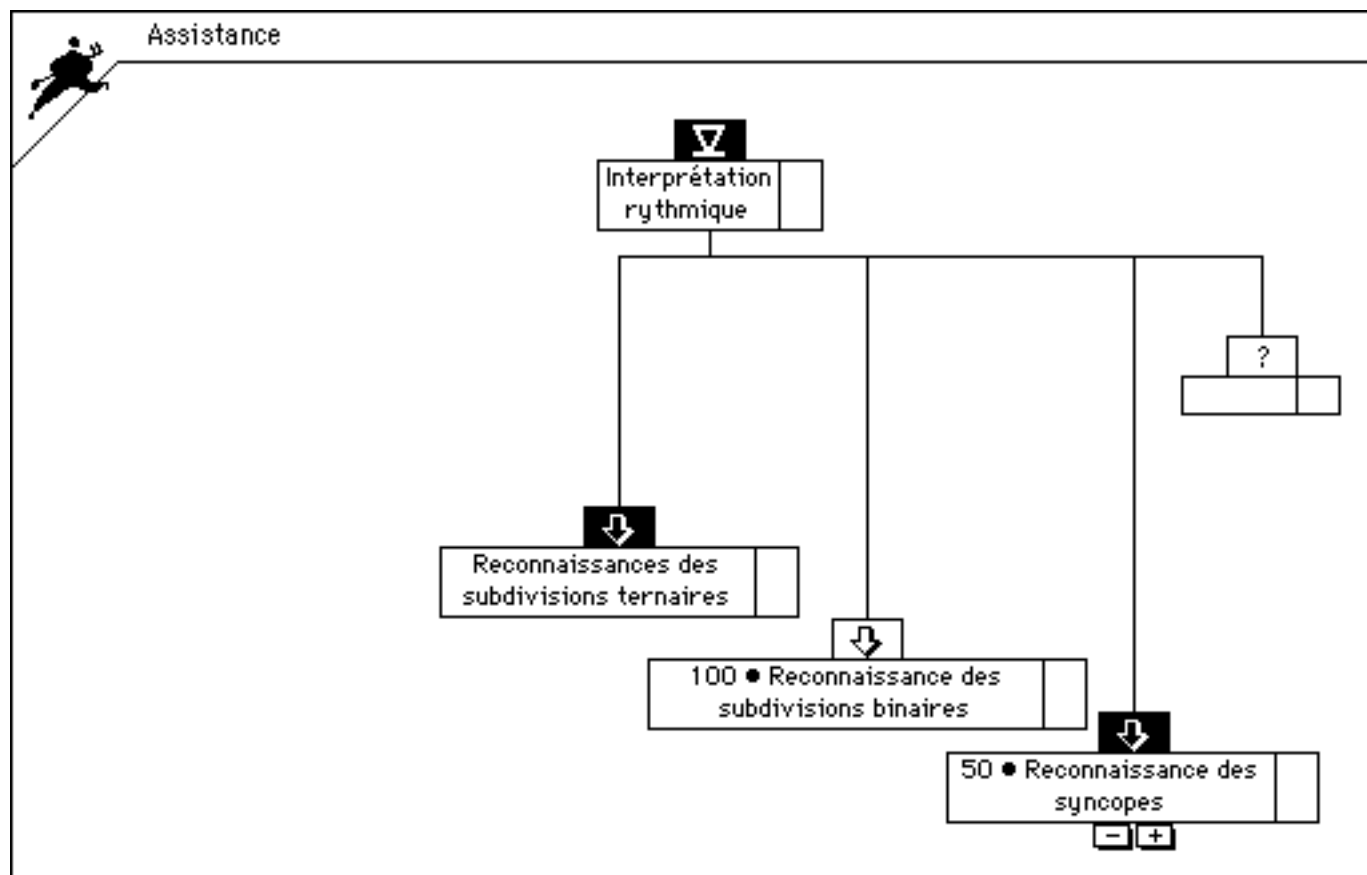 Assistance
Interprétation
rythmique
?
Reconnaissances des
subdivisions ternaires
100 ● Reconnaissance des
subdivisions binaires
50 ● Reconnaissance des
syncopes
- +